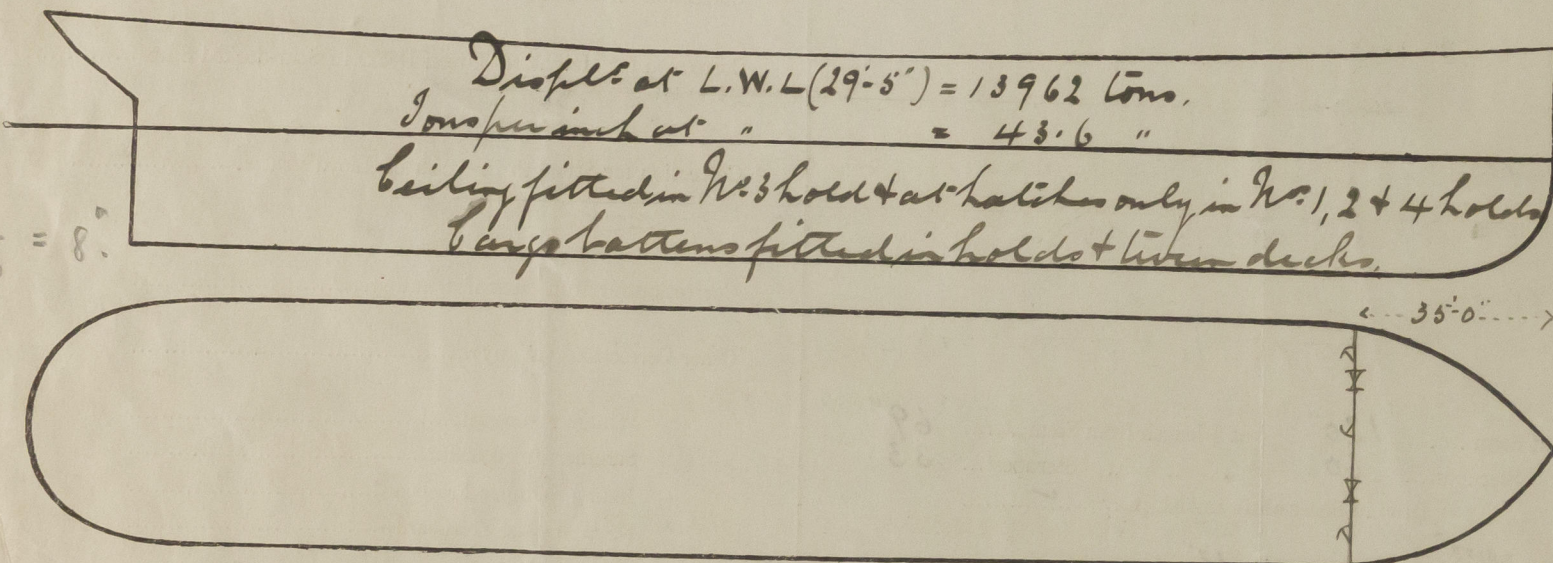 Displt at L.W.L (29'-5") = 13962 tons.
Tons per inch at " = 43.6 "
Ceiling fitted in No. 3 hold & at hatches only in Nos. 1, 2 & 4 holds
Cargo battens fitted in holds & tween decks.
= 8.
35'-0"